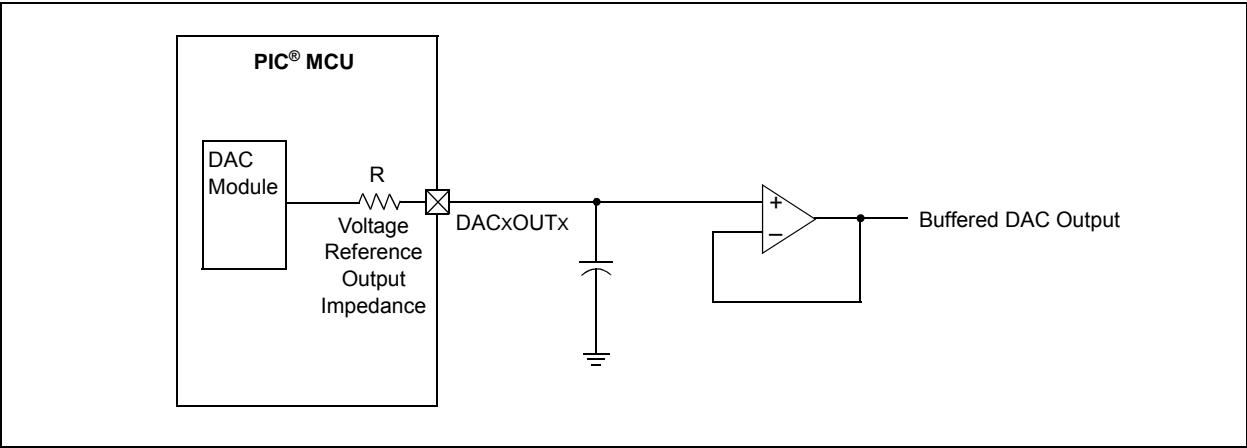 PIC® MCU
DAC
Module
R
Voltage
Reference
Output
Impedance
DACXOUTX
+
–
Buffered DAC Output